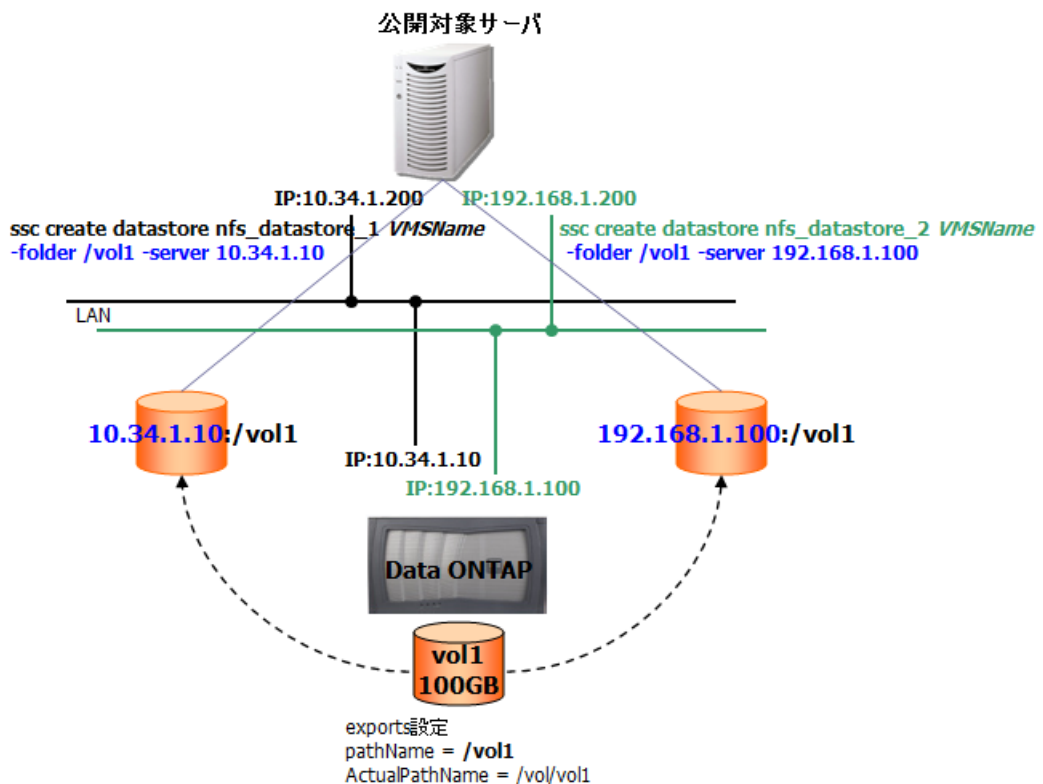 公開対象サーバ
IP:10.34.1.200
IP:192.168.1.200
ssc create datastore nfs_datastore_1 VMSName
-folder /vol1 -server 10.34.1.10
ssc create datastore nfs_datastore_2 VMSName
-folder /vol1 -server 192.168.1.100
LAN
10.34.1.10:/vol1
192.168.1.100:/vol1
IP:10.34.1.10
IP:192.168.1.100
Data ONTAP
vol1
100GB
exports設定
pathName = /vol1
ActualPathName = /vol/vol1